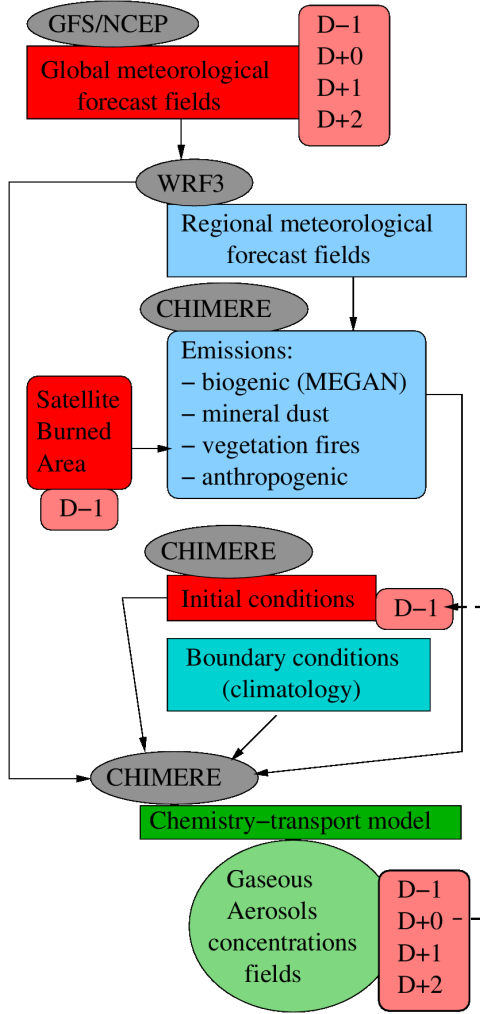 GFS/NCEP
Global meteorological
forecast fields
D−1
D+0
D+1
D+2
WRF3
Regional meteorological
forecast fields
CHIMERE
Emissions:
− biogenic (MEGAN)
− mineral dust
− vegetation fires
− anthropogenic
Satellite
Burned
Area
D−1
CHIMERE
Initial conditions
D−1
Boundary conditions
(climatology)
CHIMERE
Chemistry−transport model
Gaseous
Aerosols
concentrations
fields
D−1
D+0
D+1
D+2